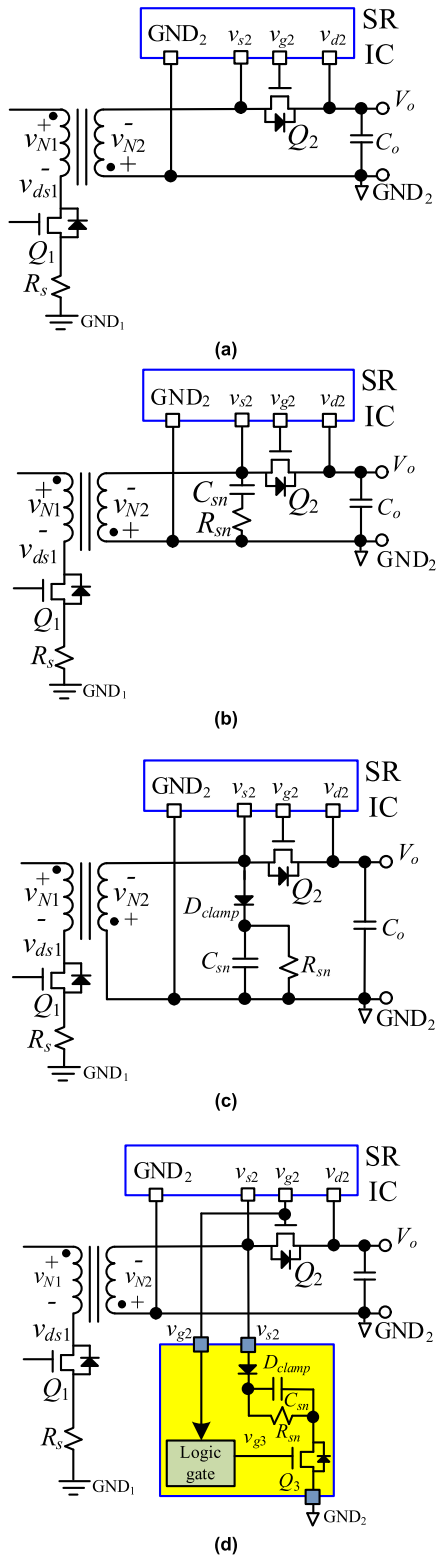 SR
GND2 vs2 vg2 vd2 IC
Vo
+ -
vN1 vN2 Q2 Co
- +
vds1 GND2
Q1
Rs
GND1
(a)
SR
GND2 vs2 vg2 vd2 IC
Vo
+ - Csn Q2
vN1 vN2 Co
- + Rsn
vds1 GND2
Q1
Rs
GND1
(b)
SR
GND2 vs2 vg2 vd2 IC
Vo
+ - Q2
vN1 vN2 Dclamp
- + Co
vds1 Csn Rsn
Q1
GND2
Rs
GND1
(c)
SR
GND2 vs2 vg2 vd2 IC
Vo
+ - Q2
vN1 vN2
- +
vds1 GND2
vg2 vs2
Dclamp
Q1 Csn
Rsn
Rs Logic gate vg3
Q3
GND1
GND2
(d)